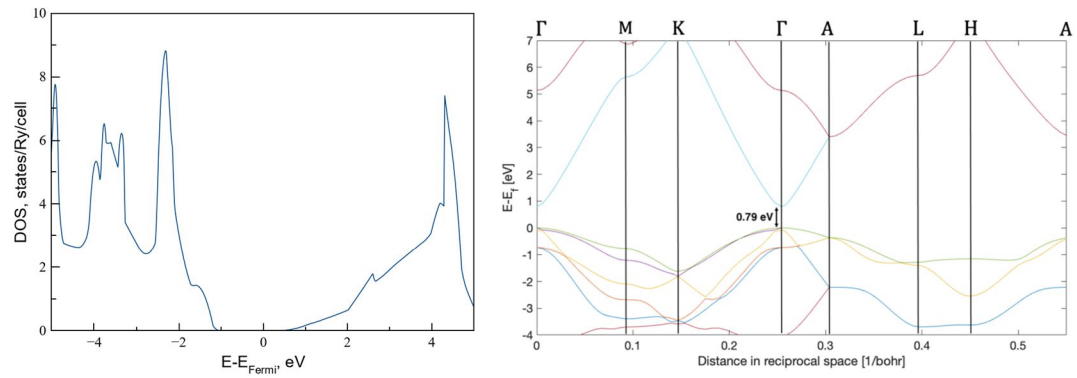 10
8
6
4
2
0
DOS, states/Ry/cell
−4
−2
0
2
4
E-EFermi, eV
Γ
M
K
Γ
A
L
H
A
7
6
5
4
3
2
1
0
-1
-2
-3
-4
E-Ef [eV]
0.79 eV
0
0.1
0.2
0.3
0.4
0.5
Distance in reciprocal space [1/bohr]